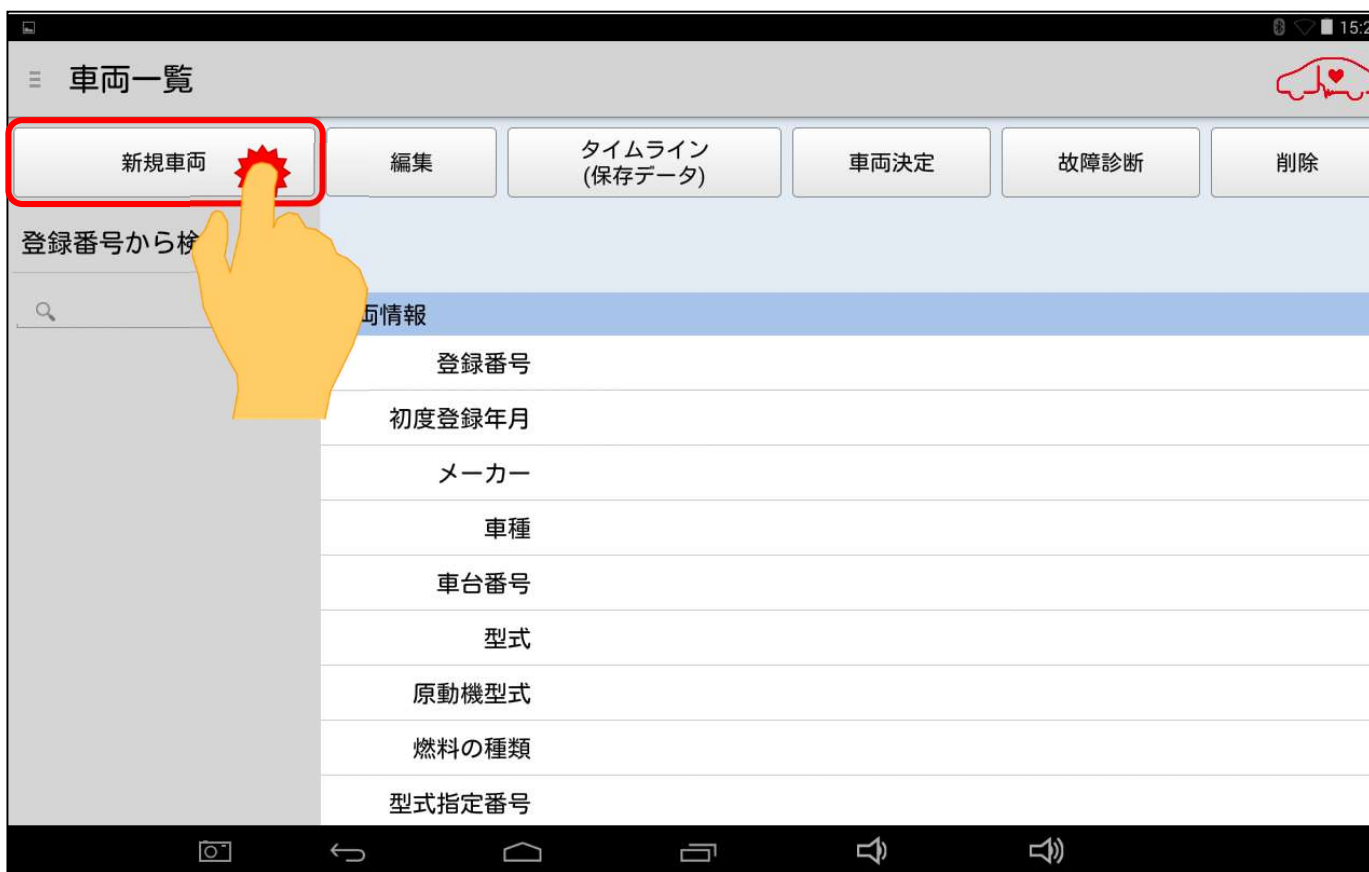 15:2
車両一覧
新規車両
編集
タイムライン
(保存データ)
車両決定
故障診断
削除
登録番号から検
両情報
登録番号
初度登録年月
メーカー
車種
車台番号
型式
原動機型式
燃料の種類
型式指定番号